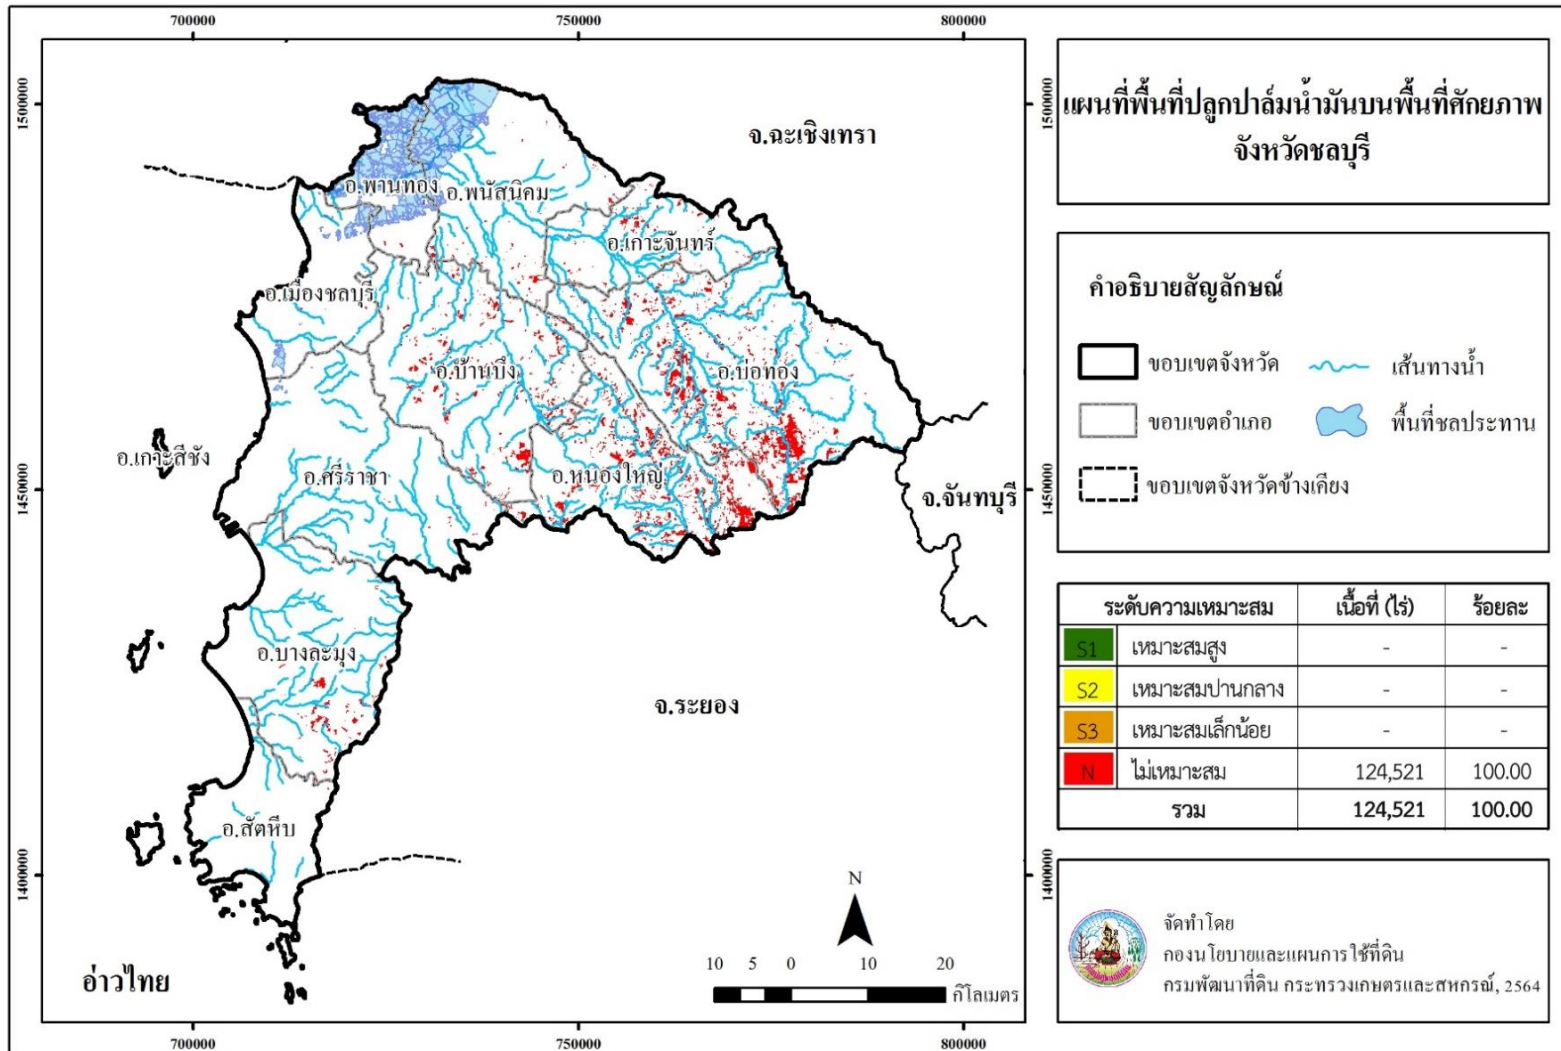 700000
750000
800000
1500000
1500000
แผนที่พื้นที่ปลูกปาล์มน้ำมันบนพื้นที่ศักยภาพ
จังหวัดชลบุรี
จ.ฉะเชิงเทรา
อ.พานทอง
อ.พนัสนิคม
อ.เกาะจันทร์
อ.เมืองชลบุรี
อ.บ้านบึง
อ.บ่อทอง
อ.เกาะสีชัง
อ.ศรีราชา
อ.หนองใหญ่
จ.จันทบุรี
1450000
1450000
อ.บางละมุง
จ.ระยอง
อ.สัตหีบ
1400000
1400000
อ่าวไทย
N
10 5 0 10 20
กิโลเมตร
700000
750000
800000
คำอธิบายสัญลักษณ์
ขอบเขตจังหวัด เส้นทางน้ำ
ขอบเขตอำเภอ พื้นที่ชลประทาน
ขอบเขตจังหวัดข้างเคียง
ระดับความเหมาะสม เนื้อที่ (ไร่) ร้อยละ
S1 เหมาะสมสูง - -
S2 เหมาะสมปานกลาง - -
S3 เหมาะสมเล็กน้อย - -
N ไม่เหมาะสม 124,521 100.00
รวม 124,521 100.00
จัดทำโดย
กองนโยบายและแผนการใช้ที่ดิน
กรมพัฒนาที่ดิน กระทรวงเกษตรและสหกรณ์, 2564